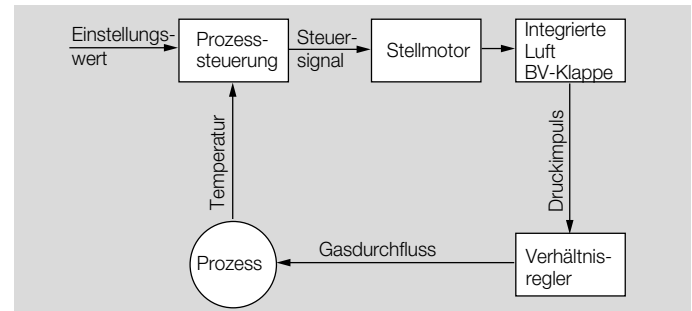 Einstellungs-
wert
Prozess-
steuerung
Steuer-
signal
Stellmotor
Integrierte
Luft
BV-Klappe
Temperatur
Druckimpuls
Prozess
Gasdurchfluss
Verhältnis-
regler